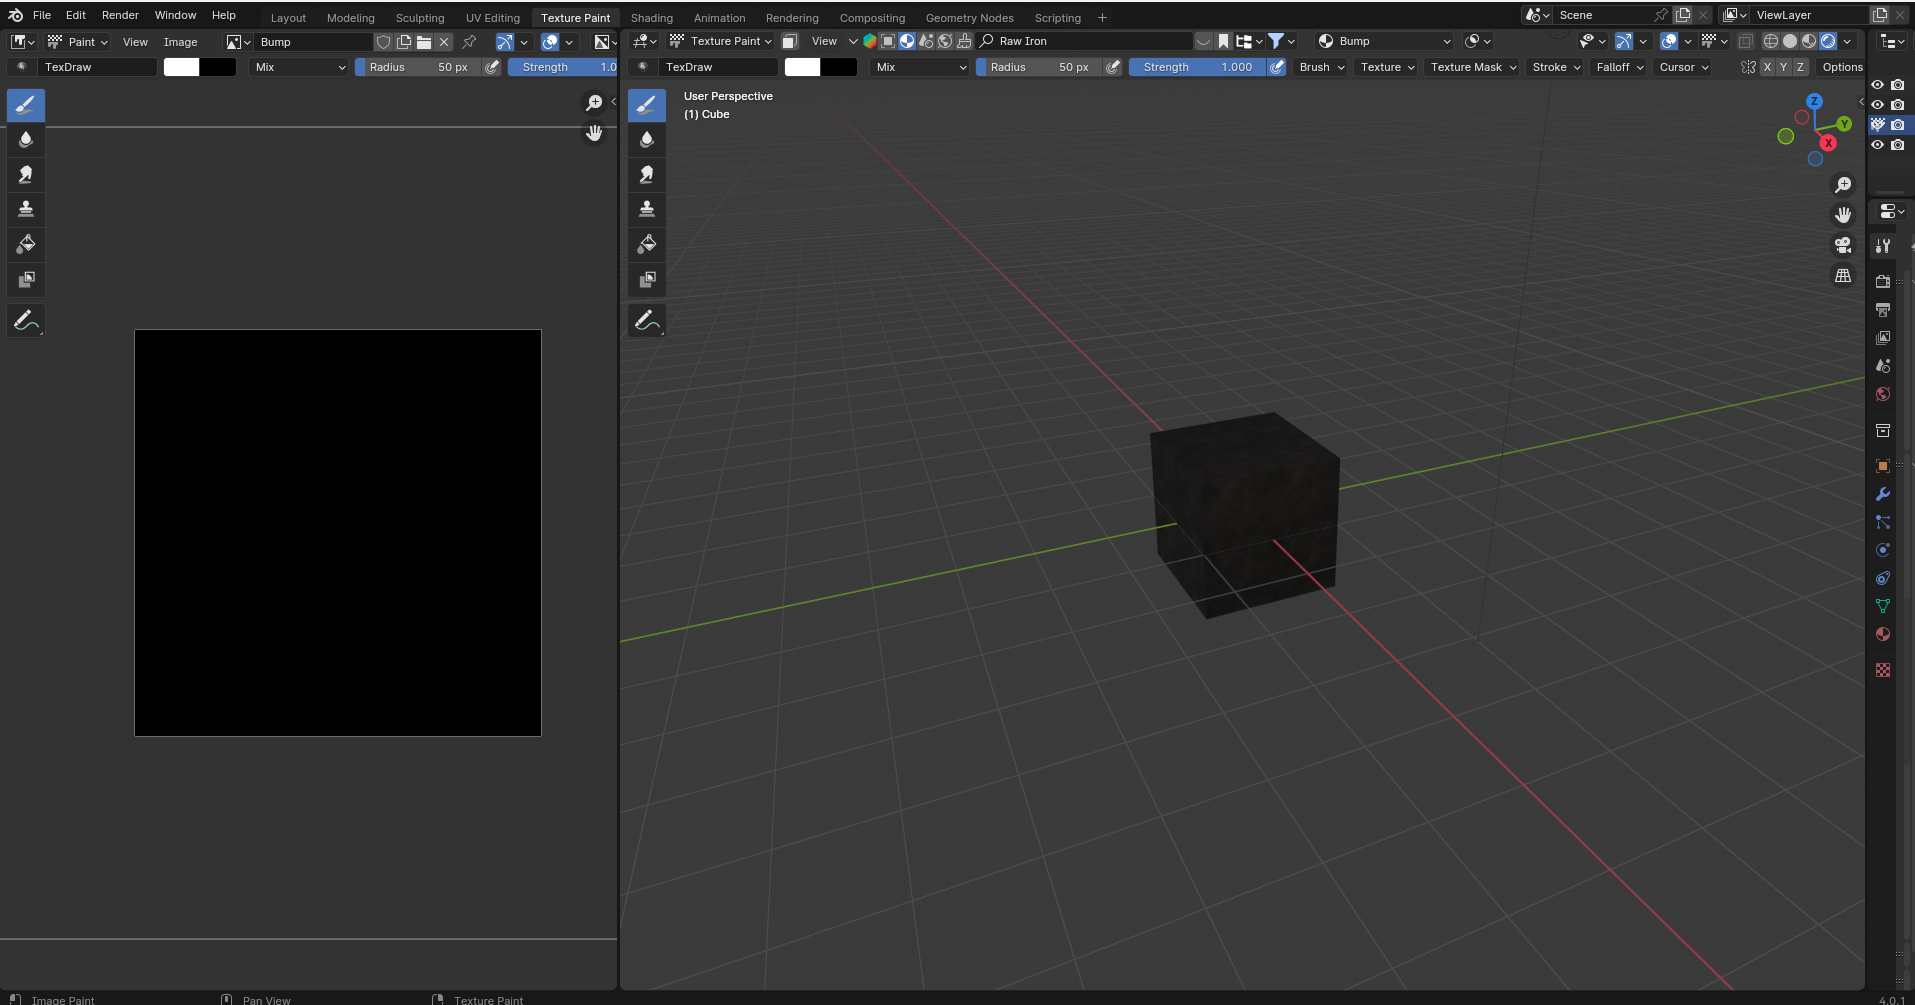 File Edit Render Window Help Layout Modeling Sculpting UV Editing Texture Paint Shading Animation Rendering Compositing Geometry Nodes Scripting + Scene ViewLayer
Paint View Image Bump Texture Paint View Raw Iron Bump
TexDraw Mix Radius 50 px Strength 1.0 TexDraw Mix Radius 50 px Strength 1.000 Brush Texture Texture Mask Stroke Falloff Cursor X Y Z Options
User Perspective
(1) Cube
Z
Y
X
Image Paint Pan View Texture Paint 4.0.1